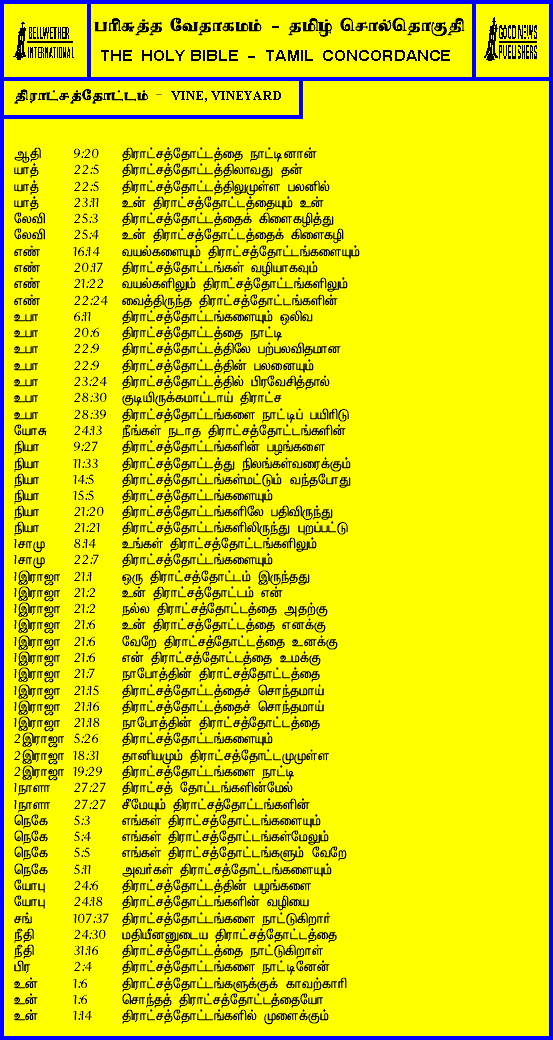 BELLWETHER
INTERNATIONAL
பரிசுத்த வேதாகமம் - தமிழ் சொல்தொகுதி
THE HOLY BIBLE - TAMIL CONCORDANCE
GOOD NEWS
PUBLISHERS
திராட்சத்தோட்டம் - VINE, VINEYARD
ஆதி 9:20 திராட்சத்தோட்டத்தை நாட்டினான்
யாத் 22:5 திராட்சத்தோட்டத்திலாவது தன்
யாத் 22:5 திராட்சத்தோட்டத்திலுமுள்ள பலனில்
யாத் 23:11 உன் திராட்சத்தோட்டத்தையும் உன்
லேவி 25:3 திராட்சத்தோட்டத்தைக் கிளைகழித்து
லேவி 25:4 உன் திராட்சத்தோட்டத்தைக் கிளைகழி
எண் 16:14 வயல்களையும் திராட்சத்தோட்டங்களையும்
எண் 20:17 திராட்சத்தோட்டங்கள் வழியாகவும்
எண் 21:22 வயல்களிலும் திராட்சத்தோட்டங்களிலும்
எண் 22:24 வைத்திருந்த திராட்சத்தோட்டங்களின்
உபா 6:11 திராட்சத்தோட்டங்களையும் ஒலிவ
உபா 20:6 திராட்சத்தோட்டத்தை நாட்டி
உபா 22:9 திராட்சத்தோட்டத்திலே பற்பலவிதமான
உபா 22:9 திராட்சத்தோட்டத்தின் பலனையும்
உபா 23:24 திராட்சத்தோட்டத்தில் பிரவேசித்தால்
உபா 28:30 குடியிருக்கமாட்டாய் திராட்ச
உபா 28:39 திராட்சத்தோட்டங்களை நாட்டிப் பயிரிடு
யோசு 24:13 நீங்கள் நடாத திராட்சத்தோட்டங்களின்
நியா 9:27 திராட்சத்தோட்டங்களின் பழங்களை
நியா 11:33 திராட்சத்தோட்டத்து நிலங்கள்வரைக்கும்
நியா 14:5 திராட்சத்தோட்டங்கள்மட்டும் வந்தபோது
நியா 15:5 திராட்சத்தோட்டங்களையும்
நியா 21:20 திராட்சத்தோட்டங்களிலே பதிவிருந்து
நியா 21:21 திராட்சத்தோட்டங்களிலிருந்து புறப்பட்டு
1சாமு 8:14 உங்கள் திராட்சத்தோட்டங்களிலும்
1சாமு 22:7 திராட்சத்தோட்டங்களையும்
1இராஜா 21:1 ஒரு திராட்சத்தோட்டம் இருந்தது
1இராஜா 21:2 உன் திராட்சத்தோட்டம் என்
1இராஜா 21:2 நல்ல திராட்சத்தோட்டத்தை அதற்கு
1இராஜா 21:6 உன் திராட்சத்தோட்டத்தை எனக்கு
1இராஜா 21:6 வேறே திராட்சத்தோட்டத்தை உனக்கு
1இராஜா 21:6 என் திராட்சத்தோட்டத்தை உமக்கு
1இராஜா 21:7 நாபோத்தின் திராட்சத்தோட்டத்தை
1இராஜா 21:15 திராட்சத்தோட்டத்தைச் சொந்தமாய்
1இராஜா 21:16 திராட்சத்தோட்டத்தைச் சொந்தமாய்
1இராஜா 21:18 நாபோத்தின் திராட்சத்தோட்டத்தை
2இராஜா 5:26 திராட்சத்தோட்டங்களையும்
2இராஜா 18:31 தானியமும் திராட்சத்தோட்டமுமுள்ள
2இராஜா 19:29 திராட்சத்தோட்டங்களை நாட்டி
1நாளா 27:27 திராட்சத் தோட்டங்களின்மேல்
1நாளா 27:27 சீமேயும் திராட்சத்தோட்டங்களின்
நெகே 5:3 எங்கள் திராட்சத்தோட்டங்களையும்
நெகே 5:4 எங்கள் திராட்சத்தோட்டங்கள்மேலும்
நெகே 5:5 எங்கள் திராட்சத்தோட்டங்களும் வேறே
நெகே 5:11 அவர்கள் திராட்சத்தோட்டங்களையும்
யோபு 24:6 திராட்சத்தோட்டத்தின் பழங்களை
யோபு 24:18 திராட்சத்தோட்டங்களின் வழியை
சங் 107:37 திராட்சத்தோட்டங்களை நாட்டுகிறார்
நீதி 24:30 மதியீனனுடைய திராட்சத்தோட்டத்தை
நீதி 31:16 திராட்சத்தோட்டத்தை நாட்டுகிறாள்
பிர 2:4 திராட்சத்தோட்டங்களை நாட்டினேன்
உன் 1:6 திராட்சத்தோட்டங்களுக்குக் காவற்காரி
உன் 1:6 சொந்தத் திராட்சத்தோட்டத்தையோ
உன் 1:14 திராட்சத்தோட்டங்களில் முளைக்கும்